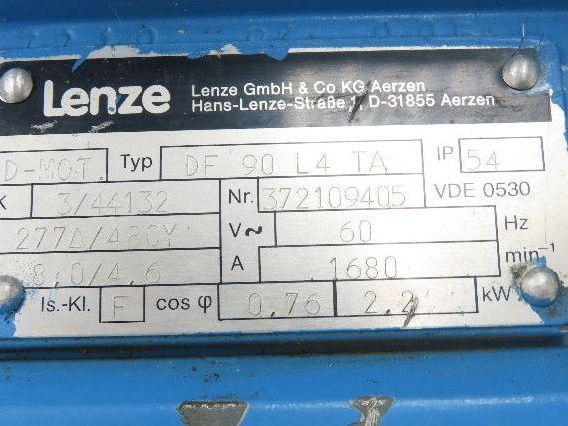 Lenze
Lenze GmbH & Co KG Aerzen
Hans-Lenze-Straße 1, D-31855 Aerzen
D-MOT. Typ DF 90 L4 TA IP 54
K 3/44132 Nr. 372109405 VDE 0530
277Δ/480Y V~ 60 Hz
8,0/4,6 A 1680 min⁻¹
Is.-Kl. F cos φ 0,76 2.2 kW